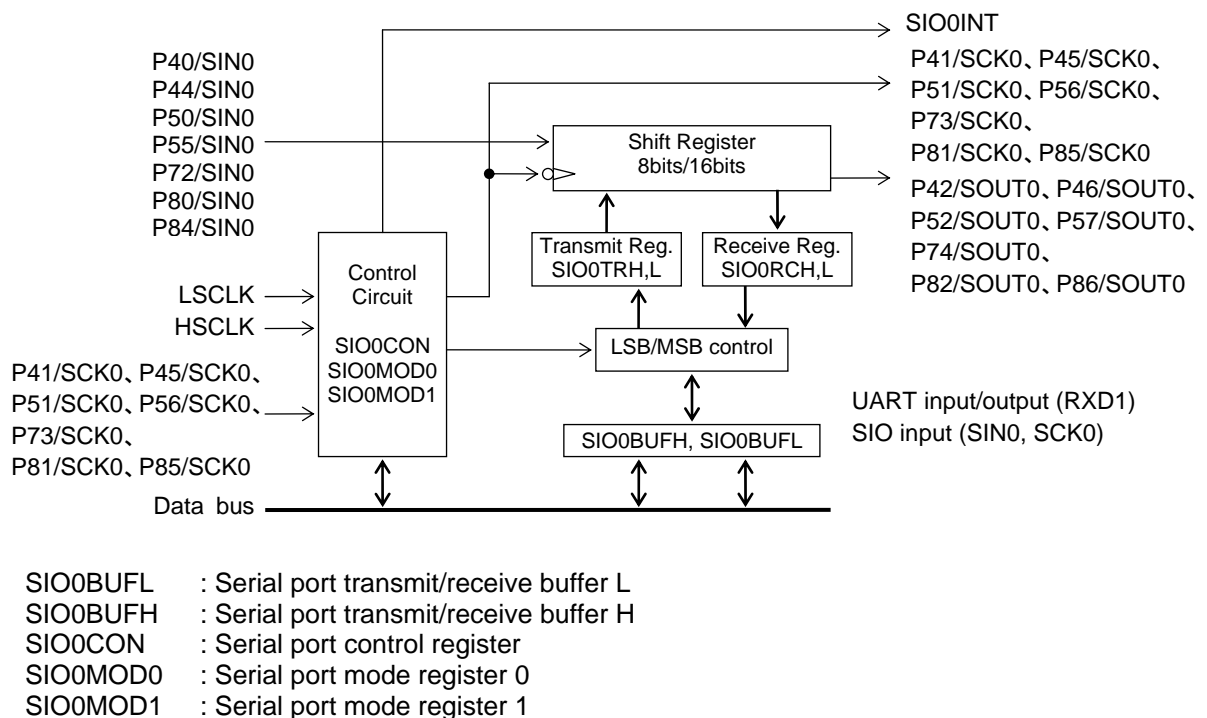 SIO0INT
P40/SIN0
P44/SIN0
P50/SIN0
P55/SIN0
P72/SIN0
P80/SIN0
P84/SIN0
P41/SCK0、P45/SCK0、
P51/SCK0、P56/SCK0、
P73/SCK0、
P81/SCK0、P85/SCK0
Shift Register
8bits/16bits
P42/SOUT0、P46/SOUT0、
P52/SOUT0、P57/SOUT0、
P74/SOUT0、
P82/SOUT0、P86/SOUT0
Transmit Reg.
SIO0TRH,L
Receive Reg.
SIO0RCH,L
Control
Circuit
SIO0CON
SIO0MOD0
SIO0MOD1
LSCLK
HSCLK
LSB/MSB control
P41/SCK0、P45/SCK0、
P51/SCK0、P56/SCK0、
P73/SCK0、
P81/SCK0、P85/SCK0
UART input/output (RXD1)
SIO input (SIN0, SCK0)
SIO0BUFH, SIO0BUFL
Data bus
SIO0BUFL : Serial port transmit/receive buffer L
SIO0BUFH : Serial port transmit/receive buffer H
SIO0CON : Serial port control register
SIO0MOD0 : Serial port mode register 0
SIO0MOD1 : Serial port mode register 1